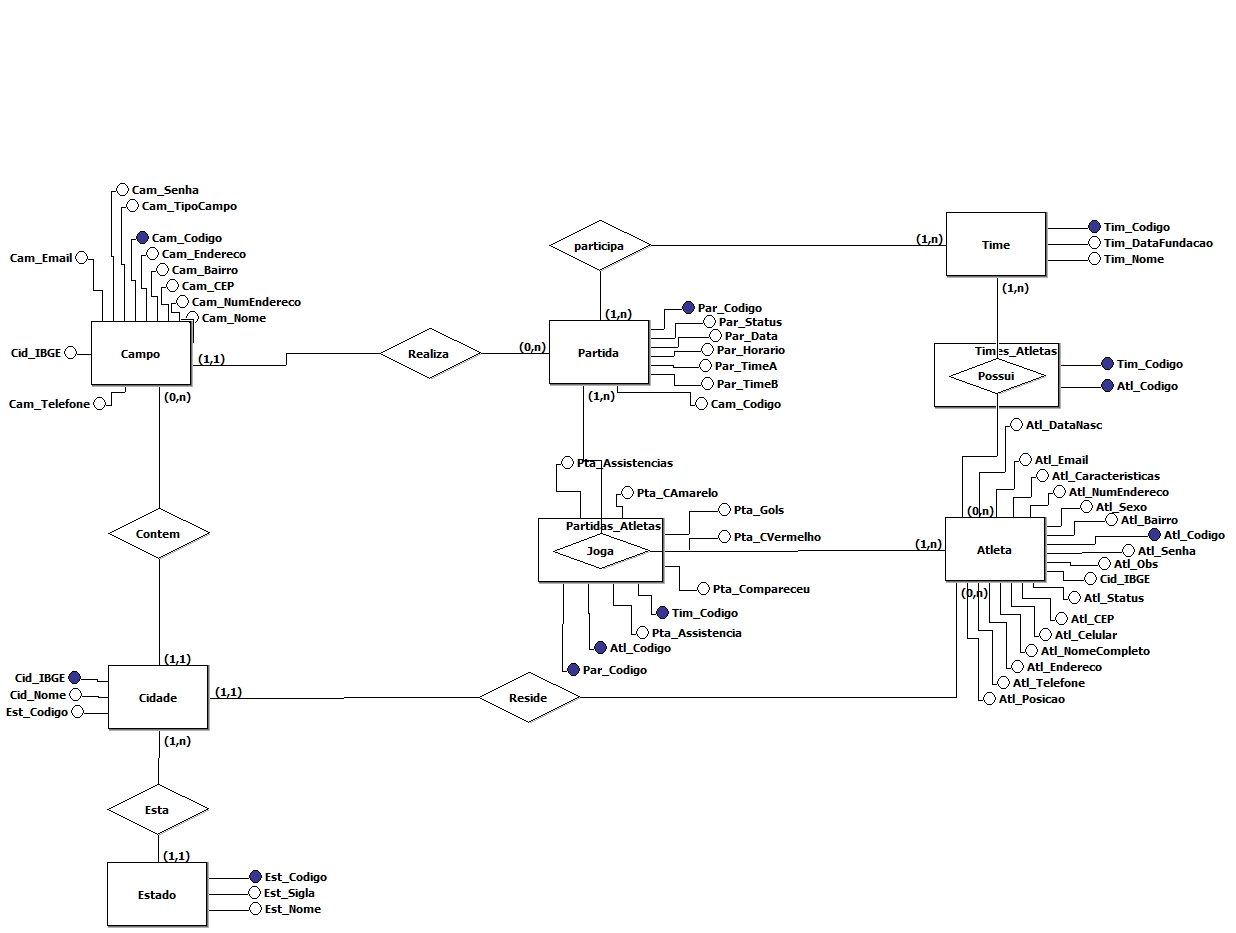 Cam_Senha
Cam_TipoCampo
Cam_Codigo
Cam_Endereco
Cam_Email
Cam_Bairro
Cam_CEP
Cam_NumEndereco
Cam_Nome
Cid_IBGE
Campo
(1,1)
Cam_Telefone
(0,n)
Realiza
(0,n)
participa
(1,n)
Time
Tim_Codigo
Tim_DataFundacao
Tim_Nome
(1,n)
(1,n)
Partida
Par_Codigo
Par_Status
Par_Data
Par_Horario
Par_TimeA
Par_TimeB
Cam_Codigo
(1,n)
Times_Atletas
Possui
Tim_Codigo
Atl_Codigo
Atl_DataNasc
Atl_Email
Atl_Caracteristicas
Atl_NumEndereco
Atl_Sexo
Atl_Bairro
Atl_Codigo
Atl_Senha
Atl_Obs
Cid_IBGE
Atl_Status
Atl_CEP
Atl_Celular
Atl_NomeCompleto
Atl_Endereco
Atl_Telefone
Atl_Posicao
(0,n)
(1,n)
Atleta
(0,n)
Pta_Assistencias
Pta_CAmarelo
Pta_Gols
Partidas_Atletas
Pta_CVermelho
Joga
Pta_Compareceu
Tim_Codigo
Pta_Assistencia
Atl_Codigo
Par_Codigo
Contem
(1,1)
Cid_IBGE
Cid_Nome
Est_Codigo
Cidade
(1,1)
Reside
(1,n)
Esta
(1,1)
Estado
Est_Codigo
Est_Sigla
Est_Nome